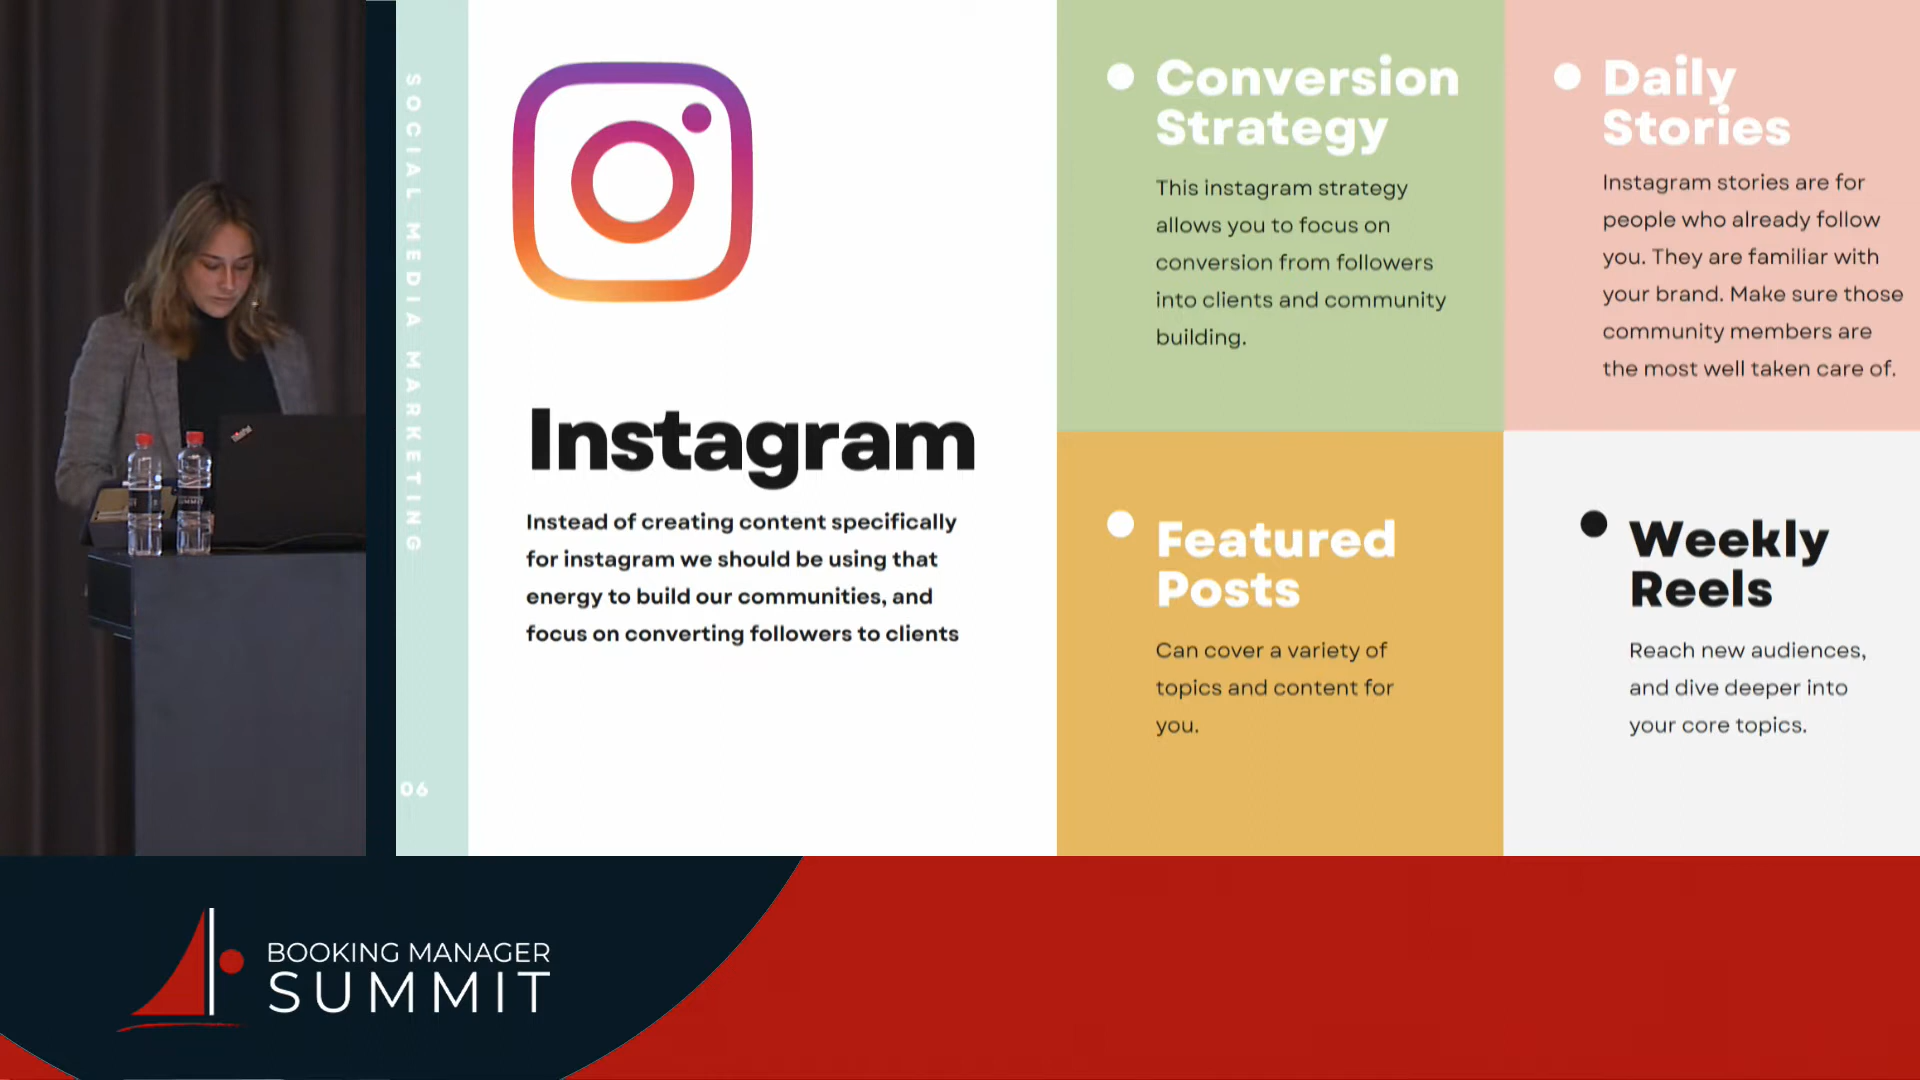 SOCIAL MEDIA MARKETING
06
Instagram
Instead of creating content specifically
for instagram we should be using that
energy to build our communities, and
focus on converting followers to clients
Conversion
Strategy
This instagram strategy
allows you to focus on
conversion from followers
into clients and community
building.
Daily
Stories
Instagram stories are for
people who already follow
you. They are familiar with
your brand. Make sure those
community members are
the most well taken care of.
Featured
Posts
Can cover a variety of
topics and content for
you.
Weekly
Reels
Reach new audiences,
and dive deeper into
your core topics.
BOOKING MANAGER
SUMMIT